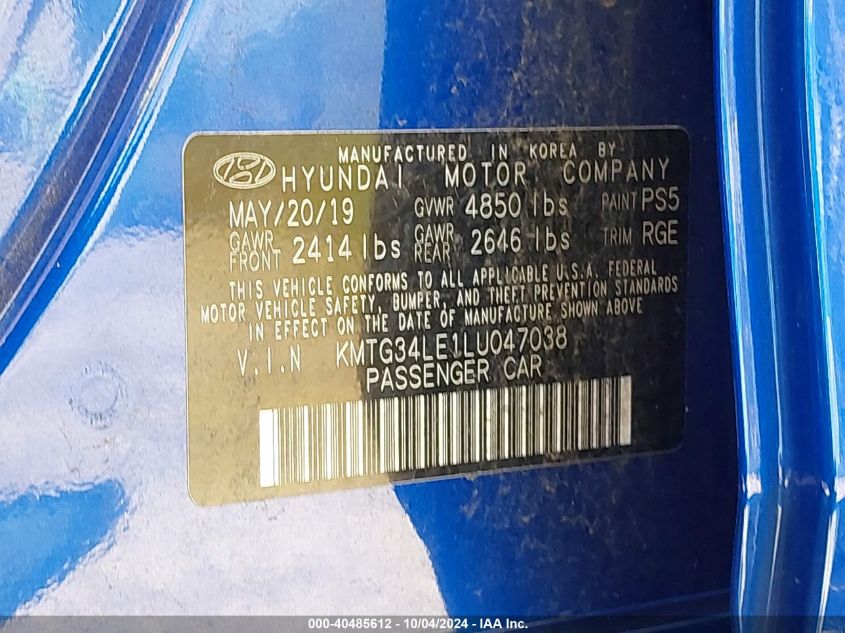 MANUFACTURED IN KOREA BY
HYUNDAI MOTOR COMPANY
MAY/20/19 GVWR 4850 lbs PAINT PS5
GAWR FRONT 2414 lbs GAWR REAR 2646 lbs TRIM RGE
THIS VEHICLE CONFORMS TO ALL APPLICABLE U.S.A. FEDERAL
MOTOR VEHICLE SAFETY, BUMPER, AND THEFT PREVENTION STANDARDS
IN EFFECT ON THE DATE OF MANUFACTURE SHOWN ABOVE
V.I.N KMTG34LE1LU047038
PASSENGER CAR
000-40485612 - 10/04/2024 - IAA Inc.